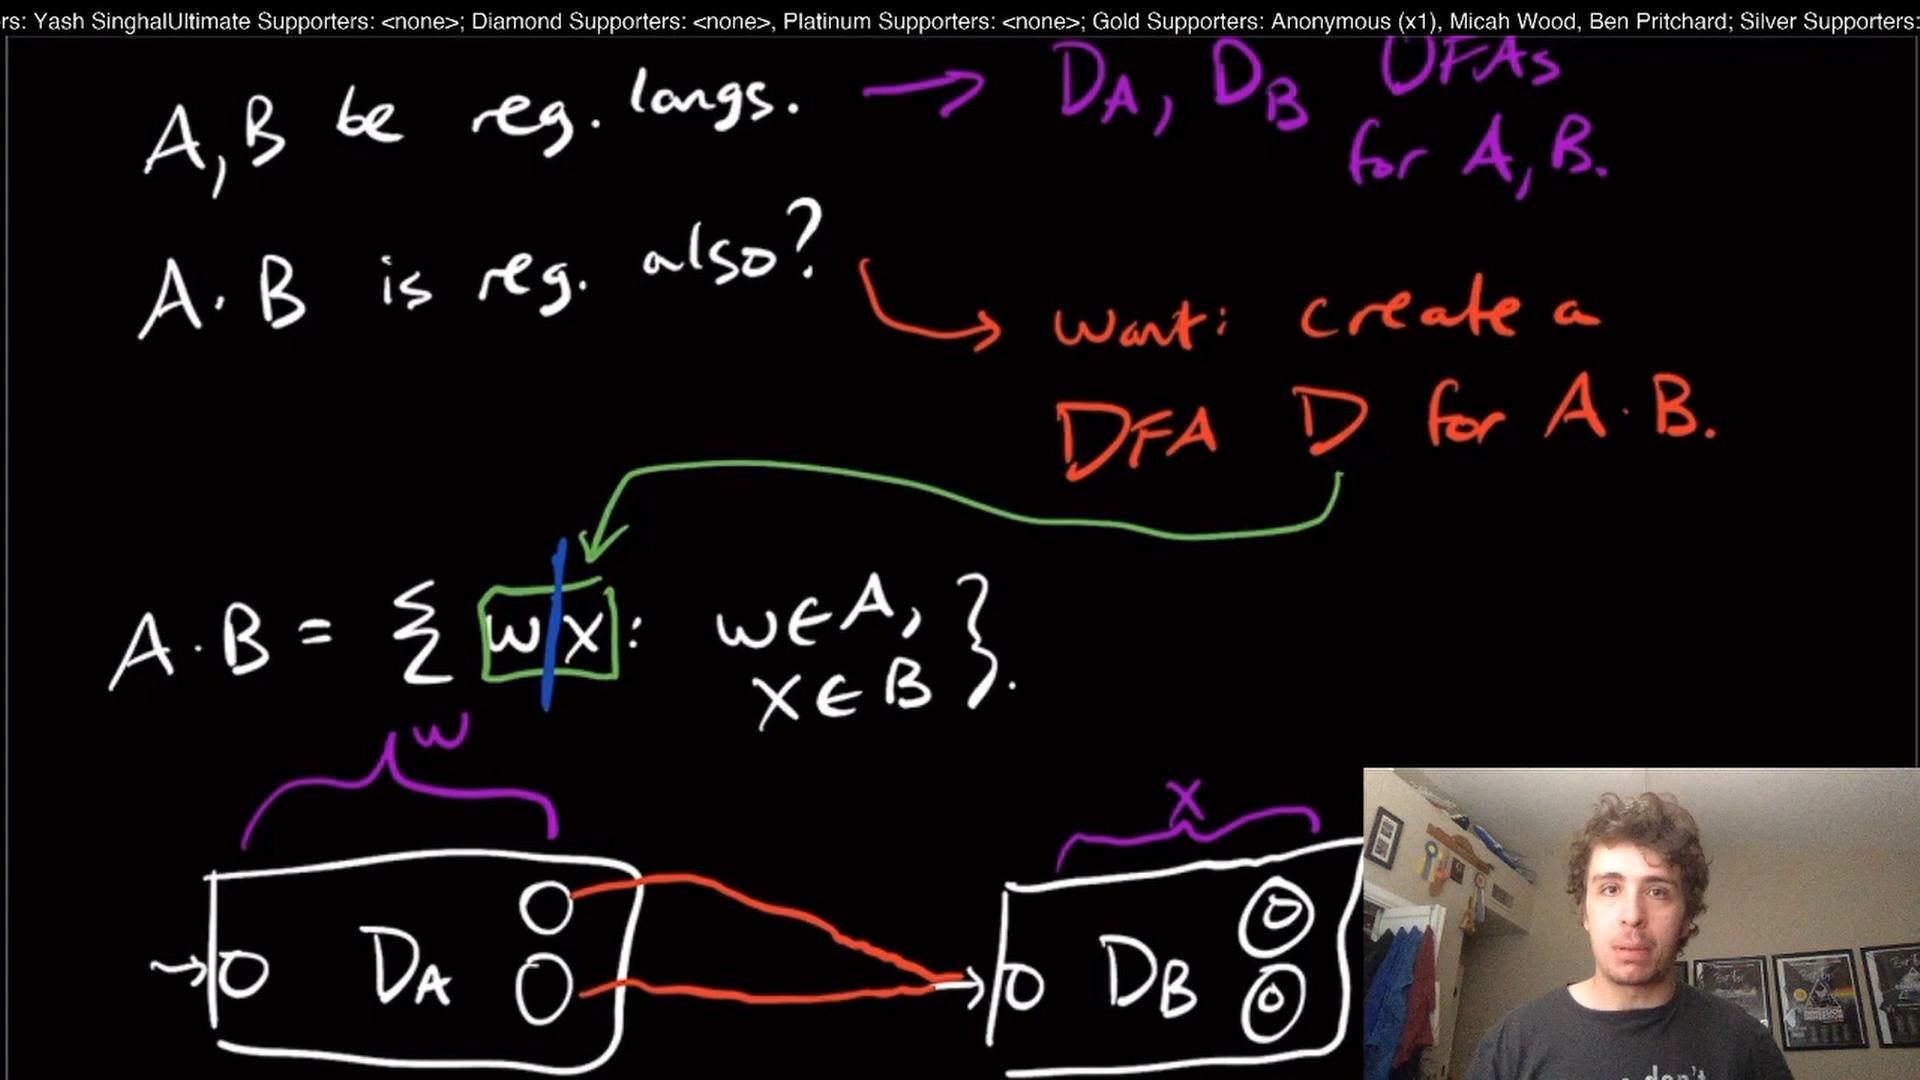 rs: Yash SinghalUltimate Supporters: <none>; Diamond Supporters: <none>, Platinum Supporters: <none>; Gold Supporters: Anonymous (x1), Micah Wood, Ben Pritchard; Silver Supporters:
A, B be reg. langs. → DA, DB DFAs
for A, B.
A · B is reg. also?
Want: create a
DFA D for A · B.
A · B = { w x : w ∈ A,
x ∈ B }.
w
x
DA
DB
don't